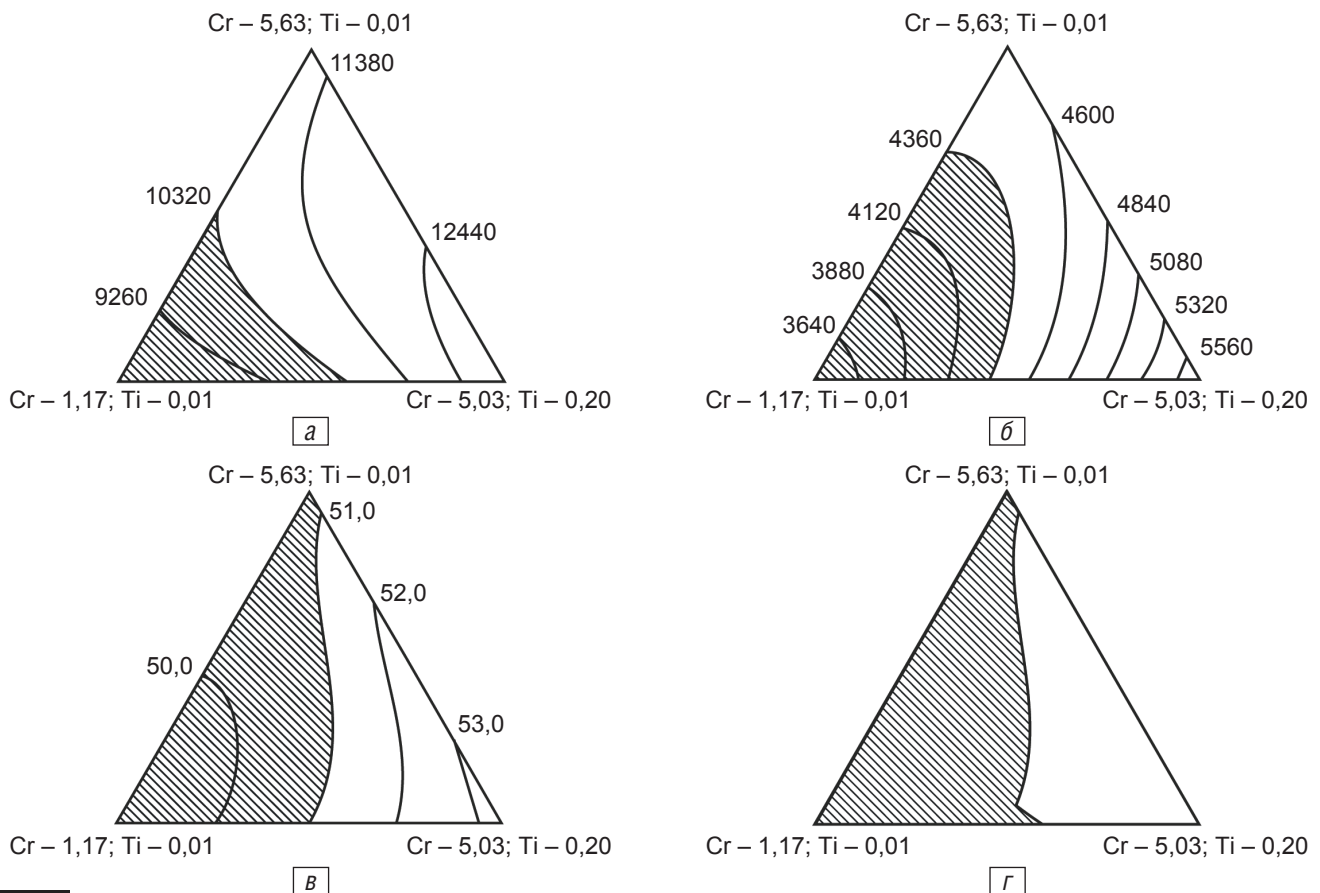 Cr – 5,63; Ti – 0,01
11380
10320
12440
9260
Cr – 1,17; Ti – 0,01
Cr – 5,03; Ti – 0,20
а
Cr – 5,63; Ti – 0,01
4600
4360
4120
4840
3880
5080
3640
5320
5560
Cr – 1,17; Ti – 0,01
Cr – 5,03; Ti – 0,20
б
Cr – 5,63; Ti – 0,01
51,0
52,0
50,0
53,0
Cr – 1,17; Ti – 0,01
Cr – 5,03; Ti – 0,20
в
Cr – 5,63; Ti – 0,01
Cr – 1,17; Ti – 0,01
Cr – 5,03; Ti – 0,20
г